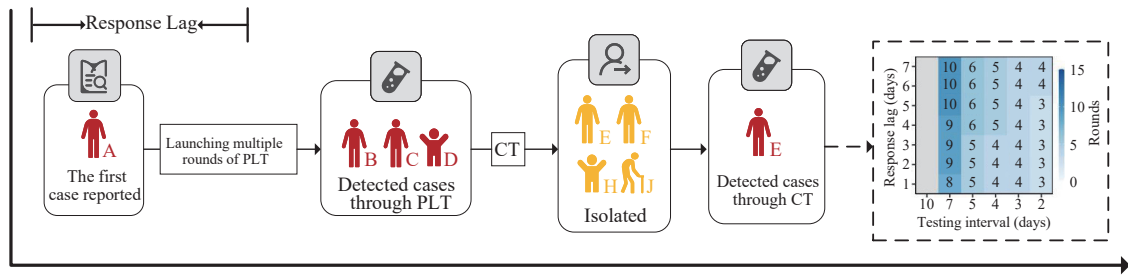 Response Lag
A
The first
case reported
Launching multiple
rounds of PLT
B C D
Detected cases
through PLT
CT
E F
H J
Isolated
E
Detected cases
through CT
Response lag (days)
7 10 6 5 4 4
6 10 6 5 4 4
5 10 6 5 4 3
4 9 6 5 4 3
3 9 5 4 4 3
2 9 5 4 4 3
1 8 5 4 4 3
10 7 5 4 3 2
Testing interval (days)
15
10
5
0
Rounds